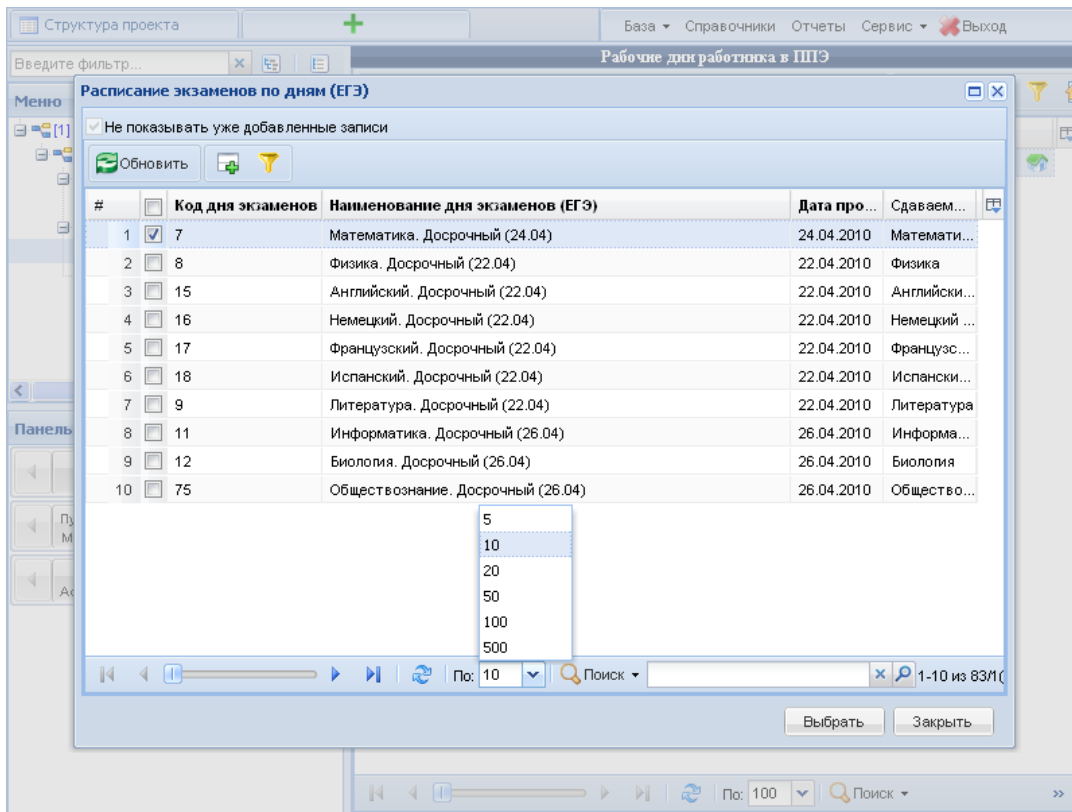 Структура проекта База Справочники Отчеты Сервис Выход
Введите фильтр... Рабочие дни работника в ППЭ
Меню
[1]
Расписание экзаменов по дням (ЕГЭ)
Не показывать уже добавленные записи
Обновить
# Код дня экзаменов Наименование дня экзаменов (ЕГЭ) Дата про... Сдаваем...
1 7 Математика. Досрочный (24.04) 24.04.2010 Математи...
2 8 Физика. Досрочный (22.04) 22.04.2010 Физика
3 15 Английский. Досрочный (22.04) 22.04.2010 Английски...
4 16 Немецкий. Досрочный (22.04) 22.04.2010 Немецкий ...
5 17 Французский. Досрочный (22.04) 22.04.2010 Французс...
6 18 Испанский. Досрочный (22.04) 22.04.2010 Испански...
7 9 Литература. Досрочный (22.04) 22.04.2010 Литература
8 11 Информатика. Досрочный (26.04) 26.04.2010 Информа...
9 12 Биология. Досрочный (26.04) 26.04.2010 Биология
10 75 Обществознание. Досрочный (26.04) 26.04.2010 Общество...
5
10
20
50
100
500
По: 10 Поиск 1-10 из 83/1(
Выбрать Закрыть
Панель
По: 100 Поиск